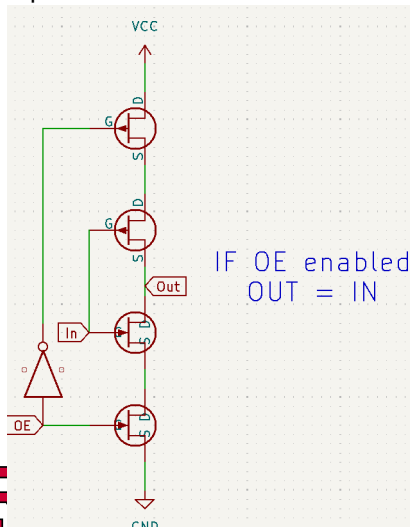 VCC
D
G
S
D
G
S
IF OE enabled
OUT = IN
Out
In
G
S D
OE
G
S D
GND